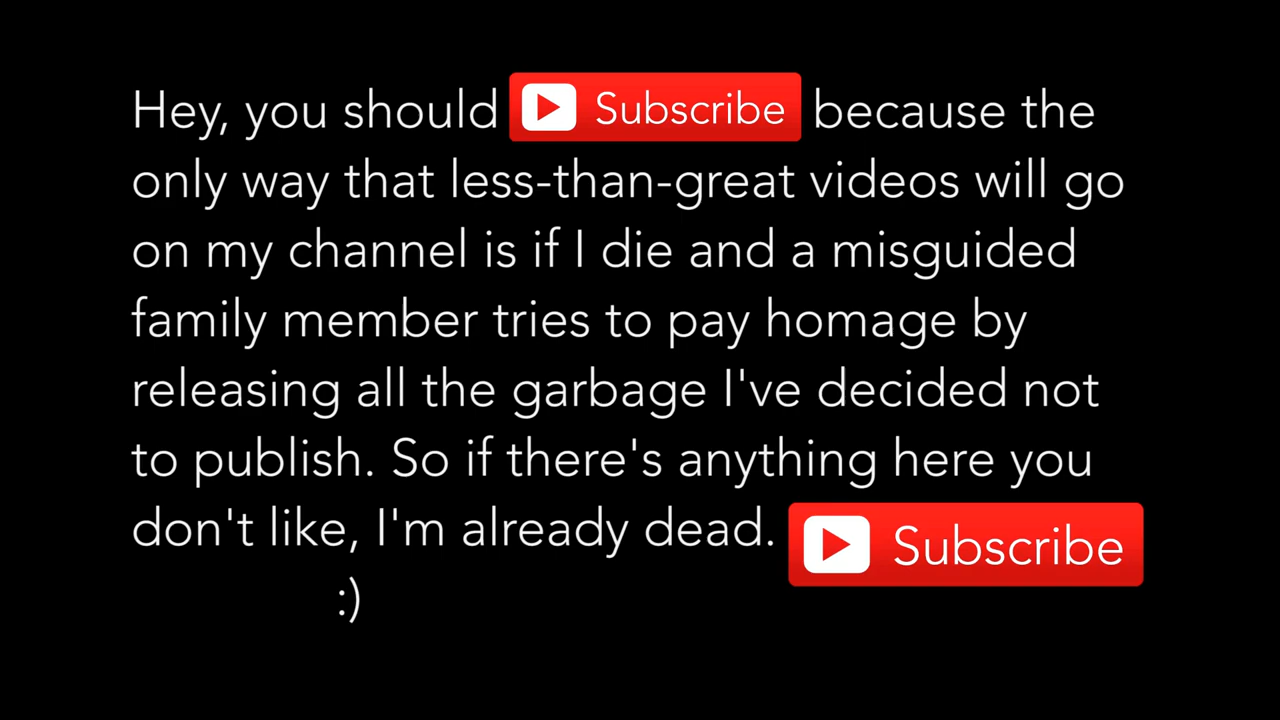 Hey, you should Subscribe because the
only way that less-than-great videos will go
on my channel is if I die and a misguided
family member tries to pay homage by
releasing all the garbage I've decided not
to publish. So if there's anything here you
don't like, I'm already dead. Subscribe
:)